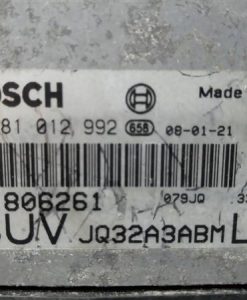 OSCH Made
81 012 992 658 08-01-21
806261 079JQ
UV JQ32A3ABM L